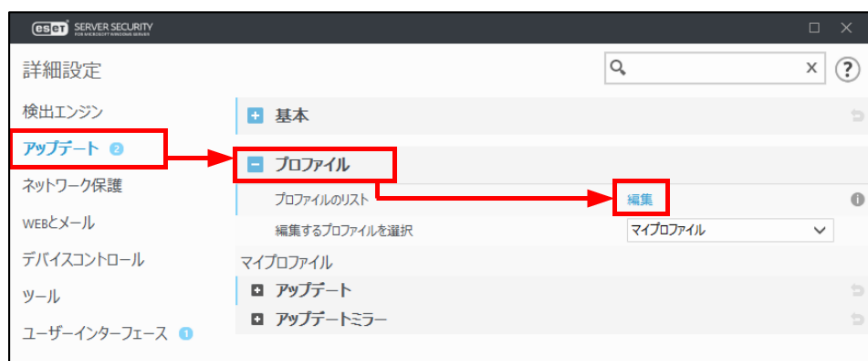 eset SERVER SECURITY
FOR MICROSOFT WINDOWS SERVER
詳細設定
x
?
検出エンジン
基本
アップデート 2
プロファイル
ネットワーク保護
プロファイルのリスト 編集
WEBとメール
編集するプロファイルを選択 マイプロファイル
デバイスコントロール
マイプロファイル
ツール
アップデート
ユーザーインターフェース 1
アップデートミラー